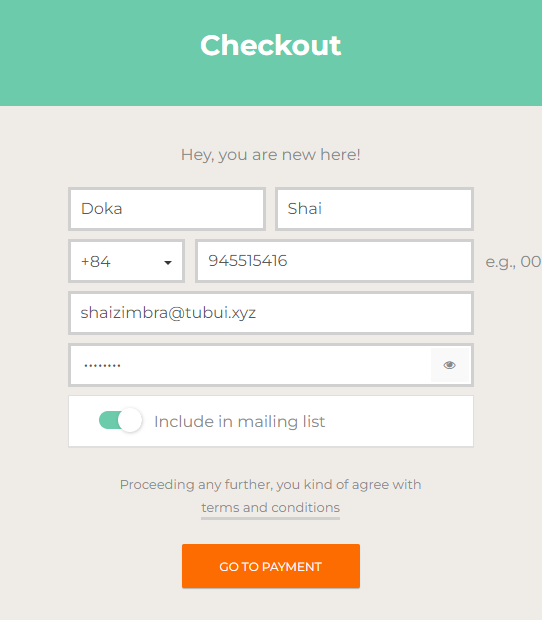 Checkout
Hey, you are new here!
Doka Shai
+84 945515416 e.g., 00
shaizimbra@tubui.xyz
••••••••
Include in mailing list
Proceeding any further, you kind of agree with
terms and conditions
GO TO PAYMENT